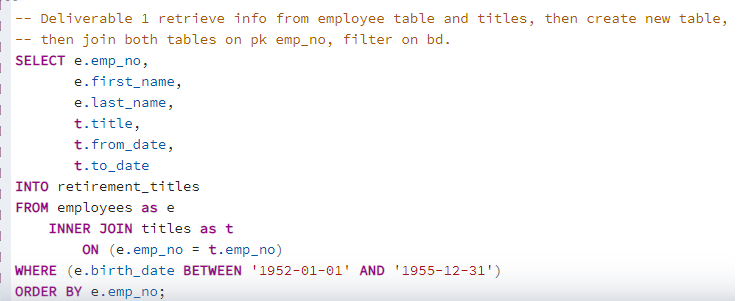 -- Deliverable 1 retrieve info from employee table and titles, then create new table,
-- then join both tables on pk emp_no, filter on bd.
SELECT e.emp_no,
       e.first_name,
       e.last_name,
       t.title,
       t.from_date,
       t.to_date
INTO retirement_titles
FROM employees as e
    INNER JOIN titles as t
        ON (e.emp_no = t.emp_no)
WHERE (e.birth_date BETWEEN '1952-01-01' AND '1955-12-31')
ORDER BY e.emp_no;